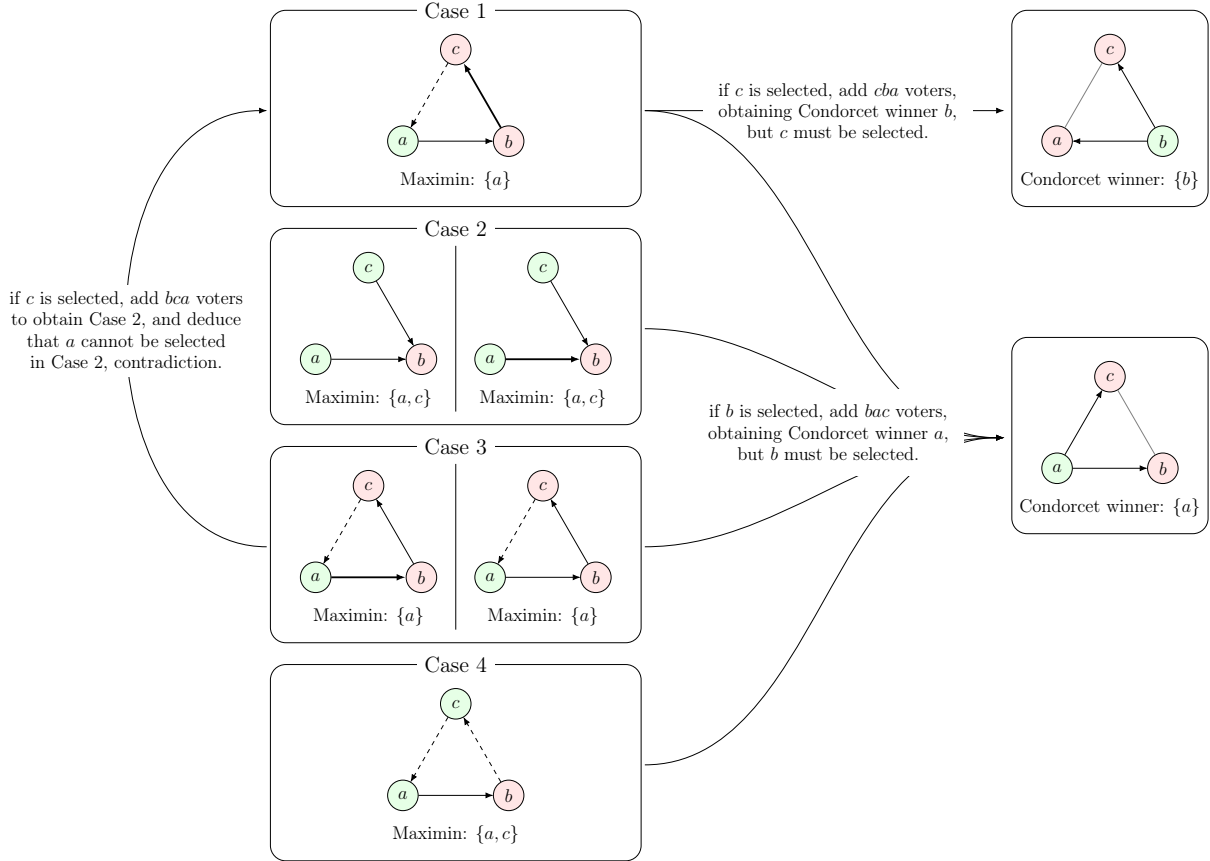 Case 1
c
a
b
Maximin: {a}
if c is selected, add cba voters,
obtaining Condorcet winner b,
but c must be selected.
c
a
b
Condorcet winner: {b}
Case 2
c
a
b
Maximin: {a, c}
c
a
b
Maximin: {a, c}
if c is selected, add bca voters
to obtain Case 2, and deduce
that a cannot be selected
in Case 2, contradiction.
if b is selected, add bac voters,
obtaining Condorcet winner a,
but b must be selected.
c
a
b
Condorcet winner: {a}
Case 3
c
a
b
Maximin: {a}
c
a
b
Maximin: {a}
Case 4
c
a
b
Maximin: {a, c}